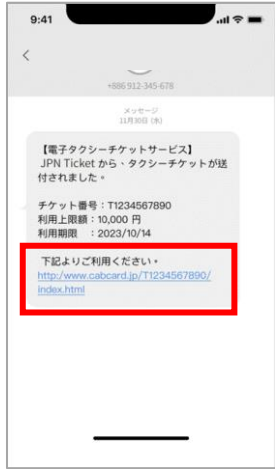 9:41
+886 912-345-678
メッセージ
11月30日 (水)
【電子タクシーチケットサービス】
JPN Ticket から、タクシーチケットが送
付されました。
チケット番号：T1234567890
利用上限額：10,000 円
利用期限　：2023/10/14
下記よりご利用ください。
http://www.cabcard.jp/T1234567890/
index.html